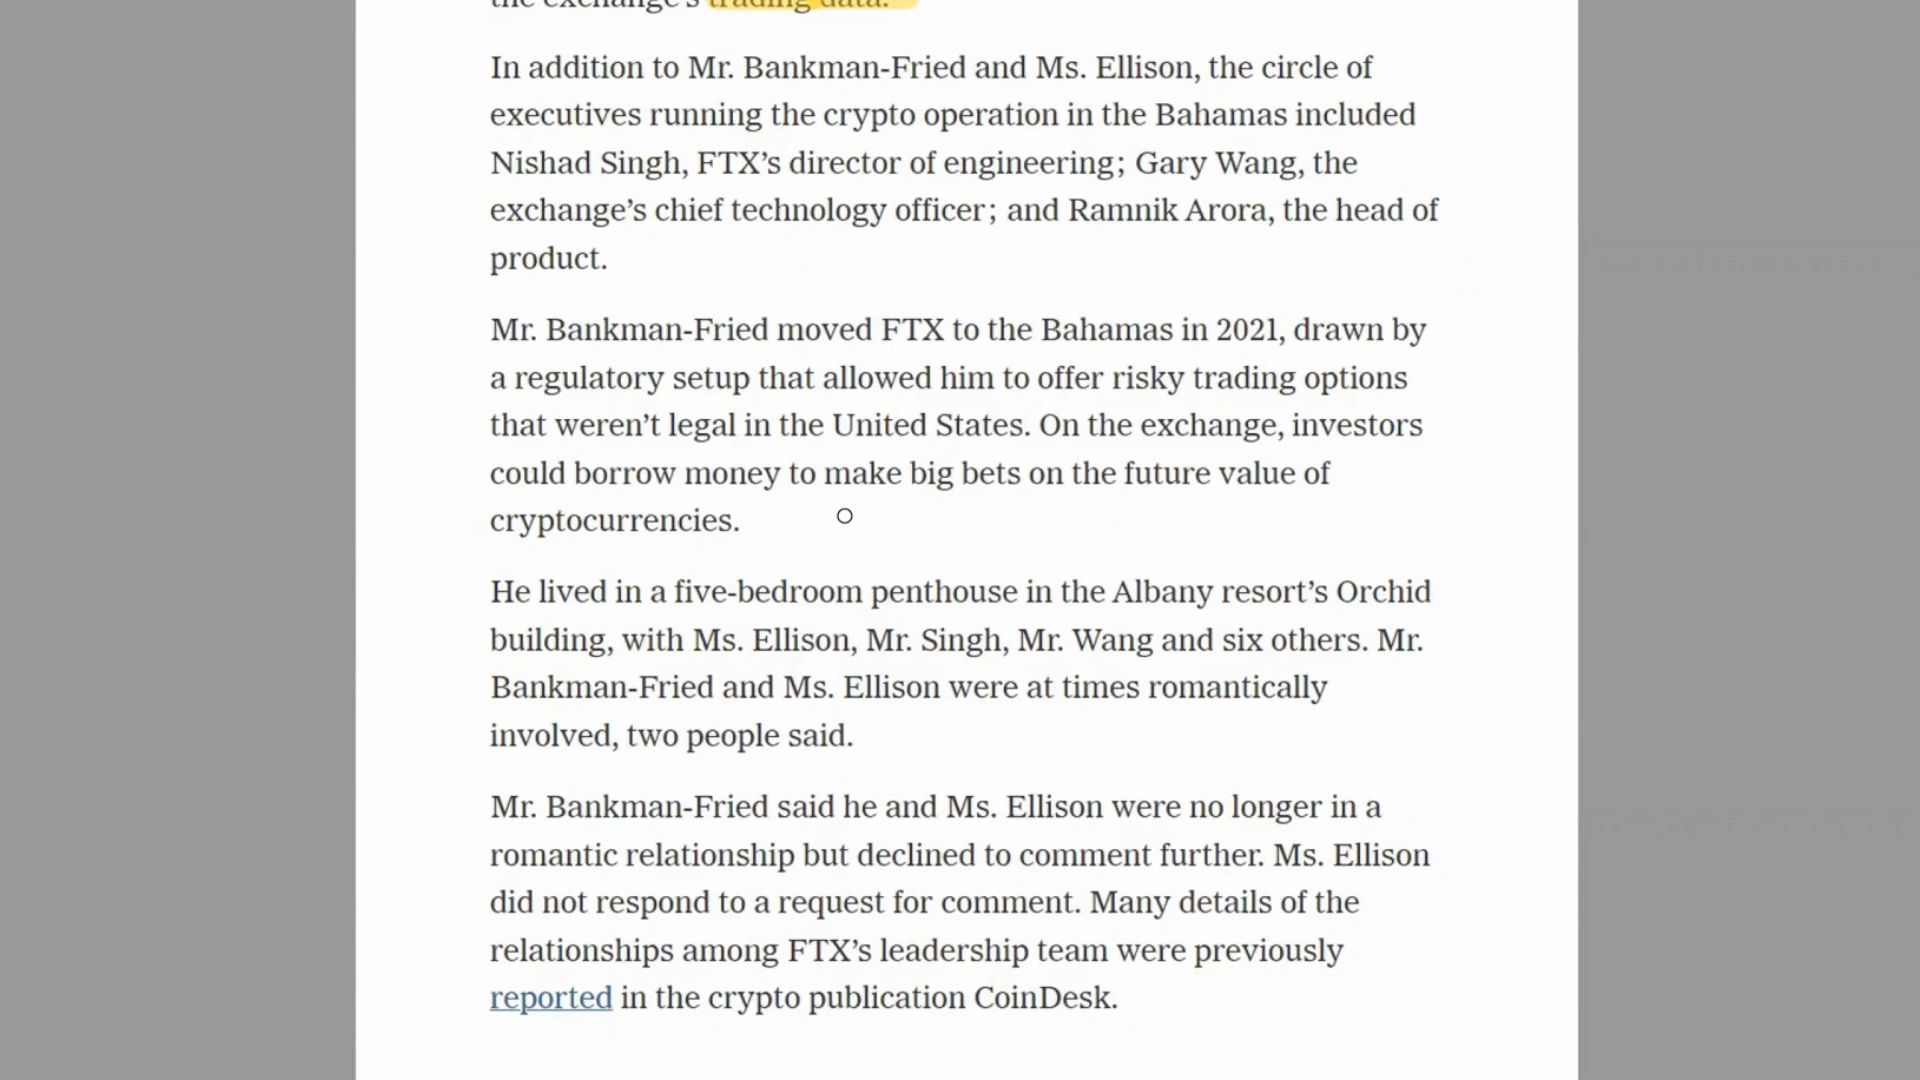 the exchange's trading data.
In addition to Mr. Bankman-Fried and Ms. Ellison, the circle of
executives running the crypto operation in the Bahamas included
Nishad Singh, FTX’s director of engineering; Gary Wang, the
exchange’s chief technology officer; and Ramnik Arora, the head of
product.
Mr. Bankman-Fried moved FTX to the Bahamas in 2021, drawn by
a regulatory setup that allowed him to offer risky trading options
that weren’t legal in the United States. On the exchange, investors
could borrow money to make big bets on the future value of
cryptocurrencies.
He lived in a five-bedroom penthouse in the Albany resort’s Orchid
building, with Ms. Ellison, Mr. Singh, Mr. Wang and six others. Mr.
Bankman-Fried and Ms. Ellison were at times romantically
involved, two people said.
Mr. Bankman-Fried said he and Ms. Ellison were no longer in a
romantic relationship but declined to comment further. Ms. Ellison
did not respond to a request for comment. Many details of the
relationships among FTX’s leadership team were previously
reported in the crypto publication CoinDesk.